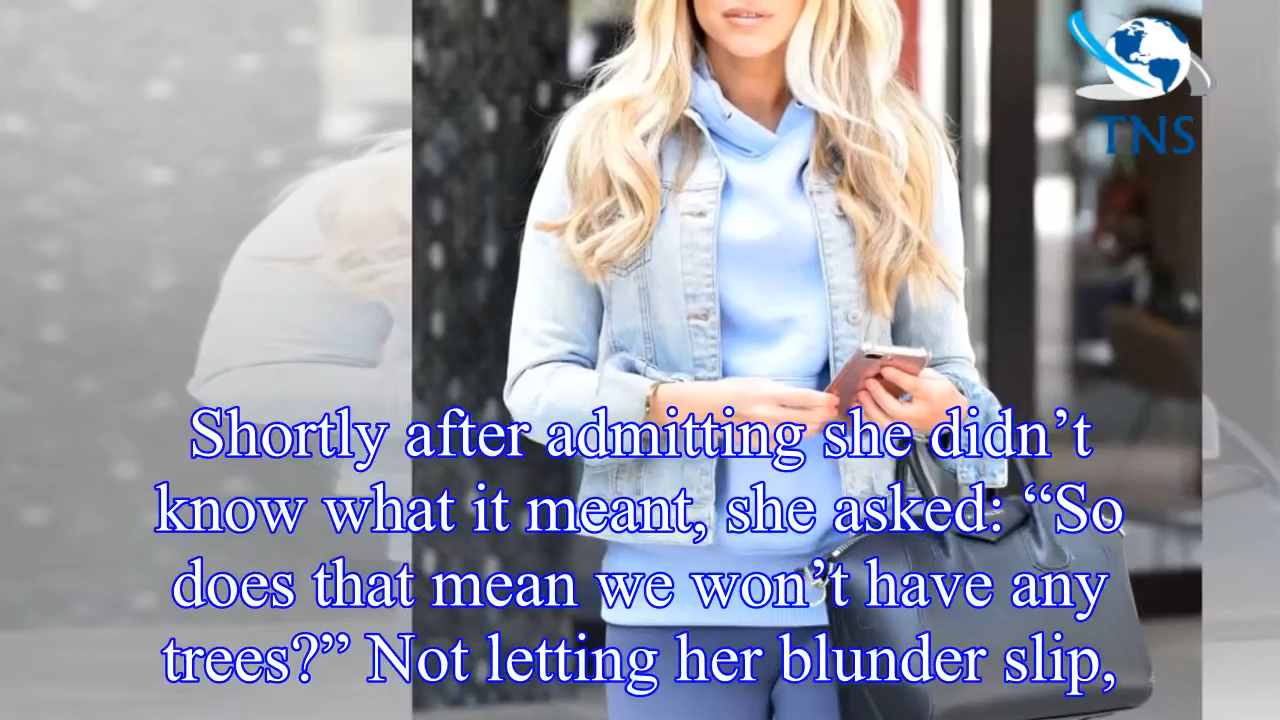 TNS
Shortly after admitting she didn’t
know what it meant, she asked: “So
does that mean we won’t have any
trees?” Not letting her blunder slip,